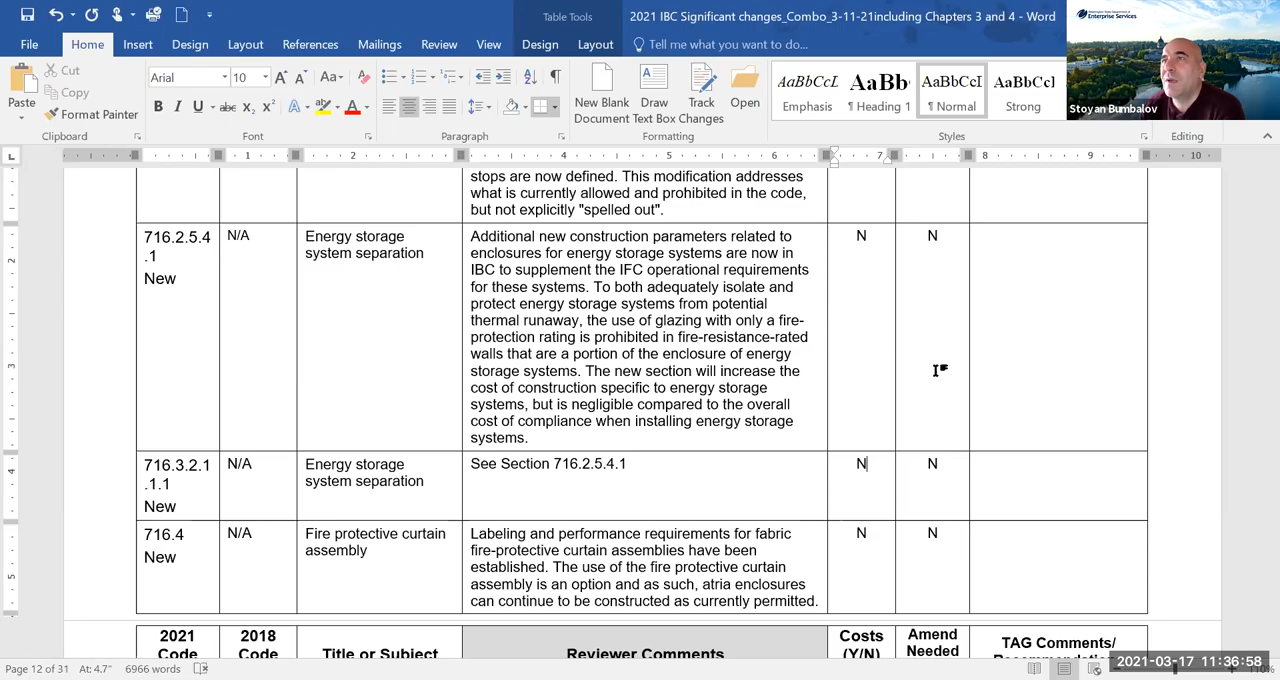 Table Tools
2021 IBC Significant changes_Combo_3-11-21including Chapters 3 and 4 - Word
Washington State Department of
Enterprise Services
File
Home
Insert
Design
Layout
References
Mailings
Review
View
Design
Layout
Tell me what you want to do...
Stoyan Bumbalov
Paste
Cut
Copy
Format Painter
Arial
10
New Blank
Document
Draw
Text Box
Track
Changes
Open
AaBbCcL
Emphasis
AaBb
¶ Heading 1
AaBbCcI
¶ Normal
AaBbCcI
Strong
Clipboard
Font
Paragraph
Formatting
Styles
Editing
stops are now defined. This modification addresses
what is currently allowed and prohibited in the code,
but not explicitly "spelled out".
716.2.5.4
.1
New
N/A
Energy storage
system separation
Additional new construction parameters related to
enclosures for energy storage systems are now in
IBC to supplement the IFC operational requirements
for these systems. To both adequately isolate and
protect energy storage systems from potential
thermal runaway, the use of glazing with only a fire-
protection rating is prohibited in fire-resistance-rated
walls that are a portion of the enclosure of energy
storage systems. The new section will increase the
cost of construction specific to energy storage
systems, but is negligible compared to the overall
cost of compliance when installing energy storage
systems.
N
N
716.3.2.1
.1.1
New
N/A
Energy storage
system separation
See Section 716.2.5.4.1
N
N
716.4
New
N/A
Fire protective curtain
assembly
Labeling and performance requirements for fabric
fire-protective curtain assemblies have been
established. The use of the fire protective curtain
assembly is an option and as such, atria enclosures
can continue to be constructed as currently permitted.
N
N
2021
Code
2018
Code
Title or Subject
Reviewer Comments
Costs
(Y/N)
Amend
Needed
TAG Comments/
Page 12 of 31
At: 4.7"
6966 words
2021-03-17 11:36:58
110%